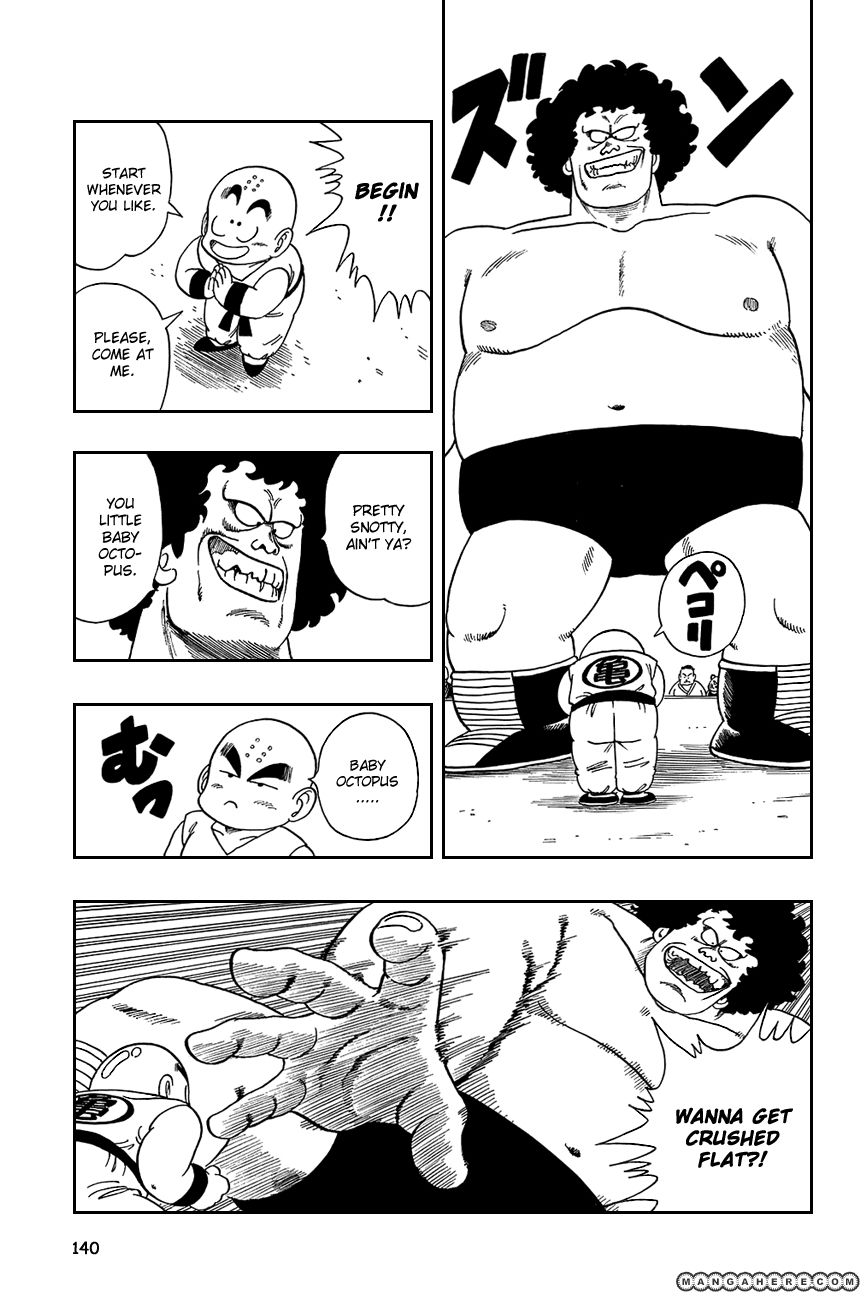 ズン
亀
ペコリ
BEGIN
!!
START
WHENEVER
YOU LIKE.
PLEASE,
COME AT
ME.
PRETTY
SNOTTY,
AIN'T YA?
YOU
LITTLE
BABY
OCTO-
PUS.
BABY
OCTOPUS
.....
むっ
亀
WANNA GET
CRUSHED
FLAT?!
140
MANGAHERE.COM